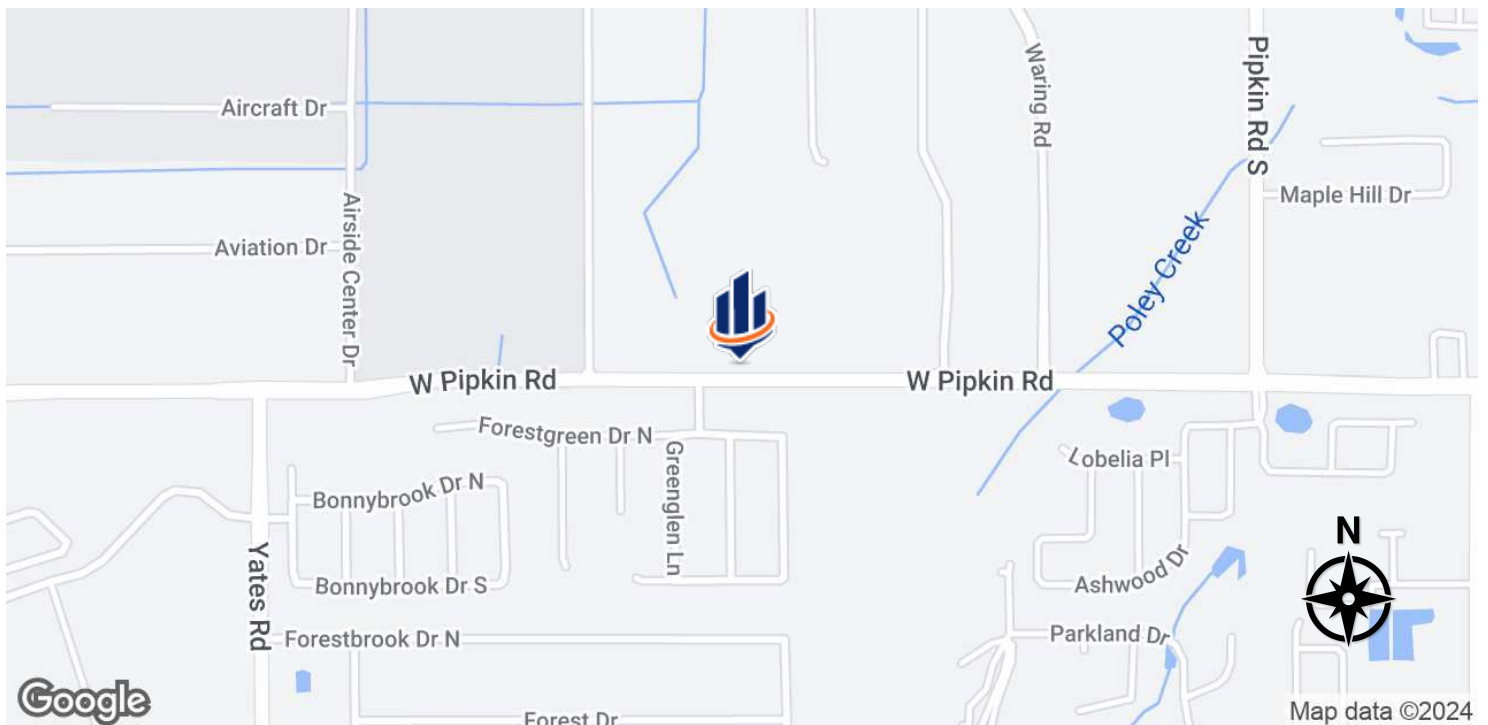 Aircraft Dr
Waring Rd
Pipkin Rd S
Maple Hill Dr
Airside Center Dr
Aviation Dr
Poley Creek
W Pipkin Rd
W Pipkin Rd
Forestgreen Dr N
Greenglen Ln
Lobelia Pl
Bonnybrook Dr N
N
Yates Rd
Bonnybrook Dr S
Ashwood Dr
Forestbrook Dr N
Parkland Dr
Google
Forest Dr
Map data ©2024